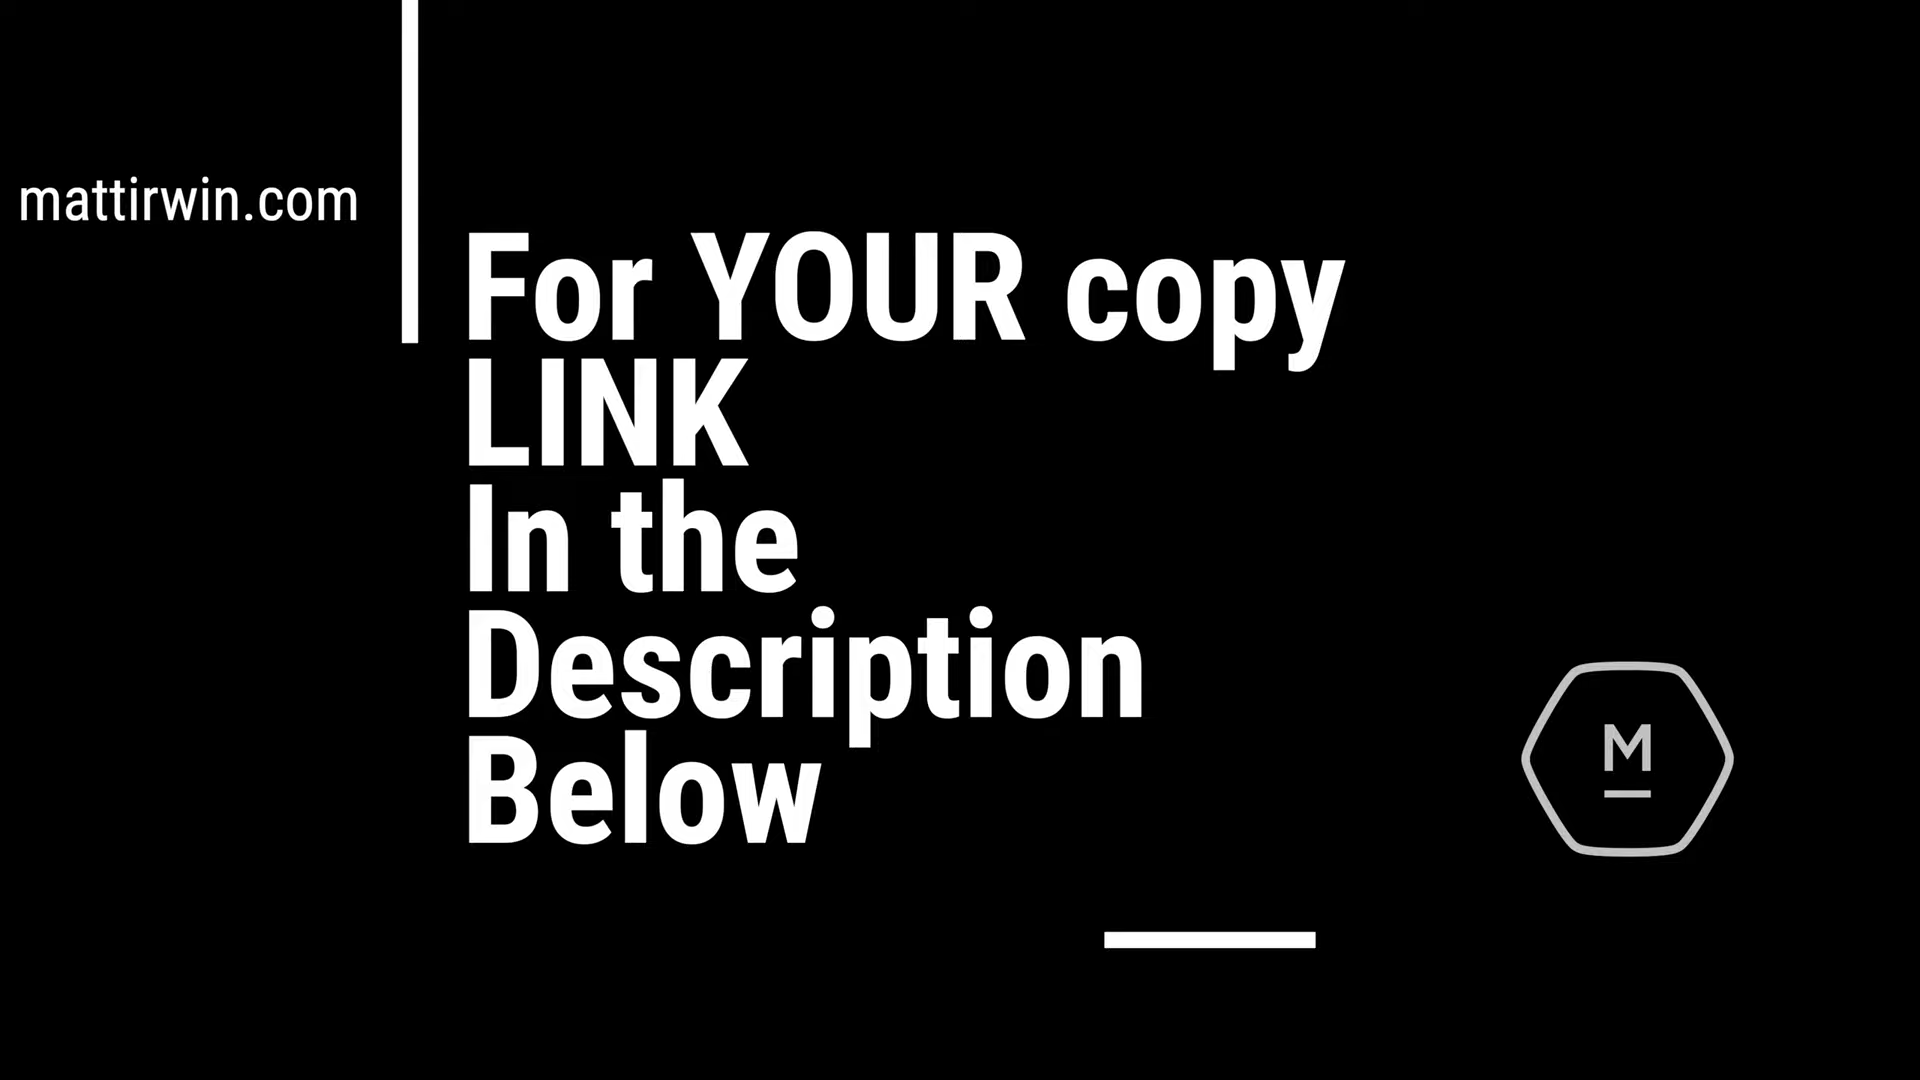 mattirwin.com
For YOUR copy
LINK
In the
Description
Below
M